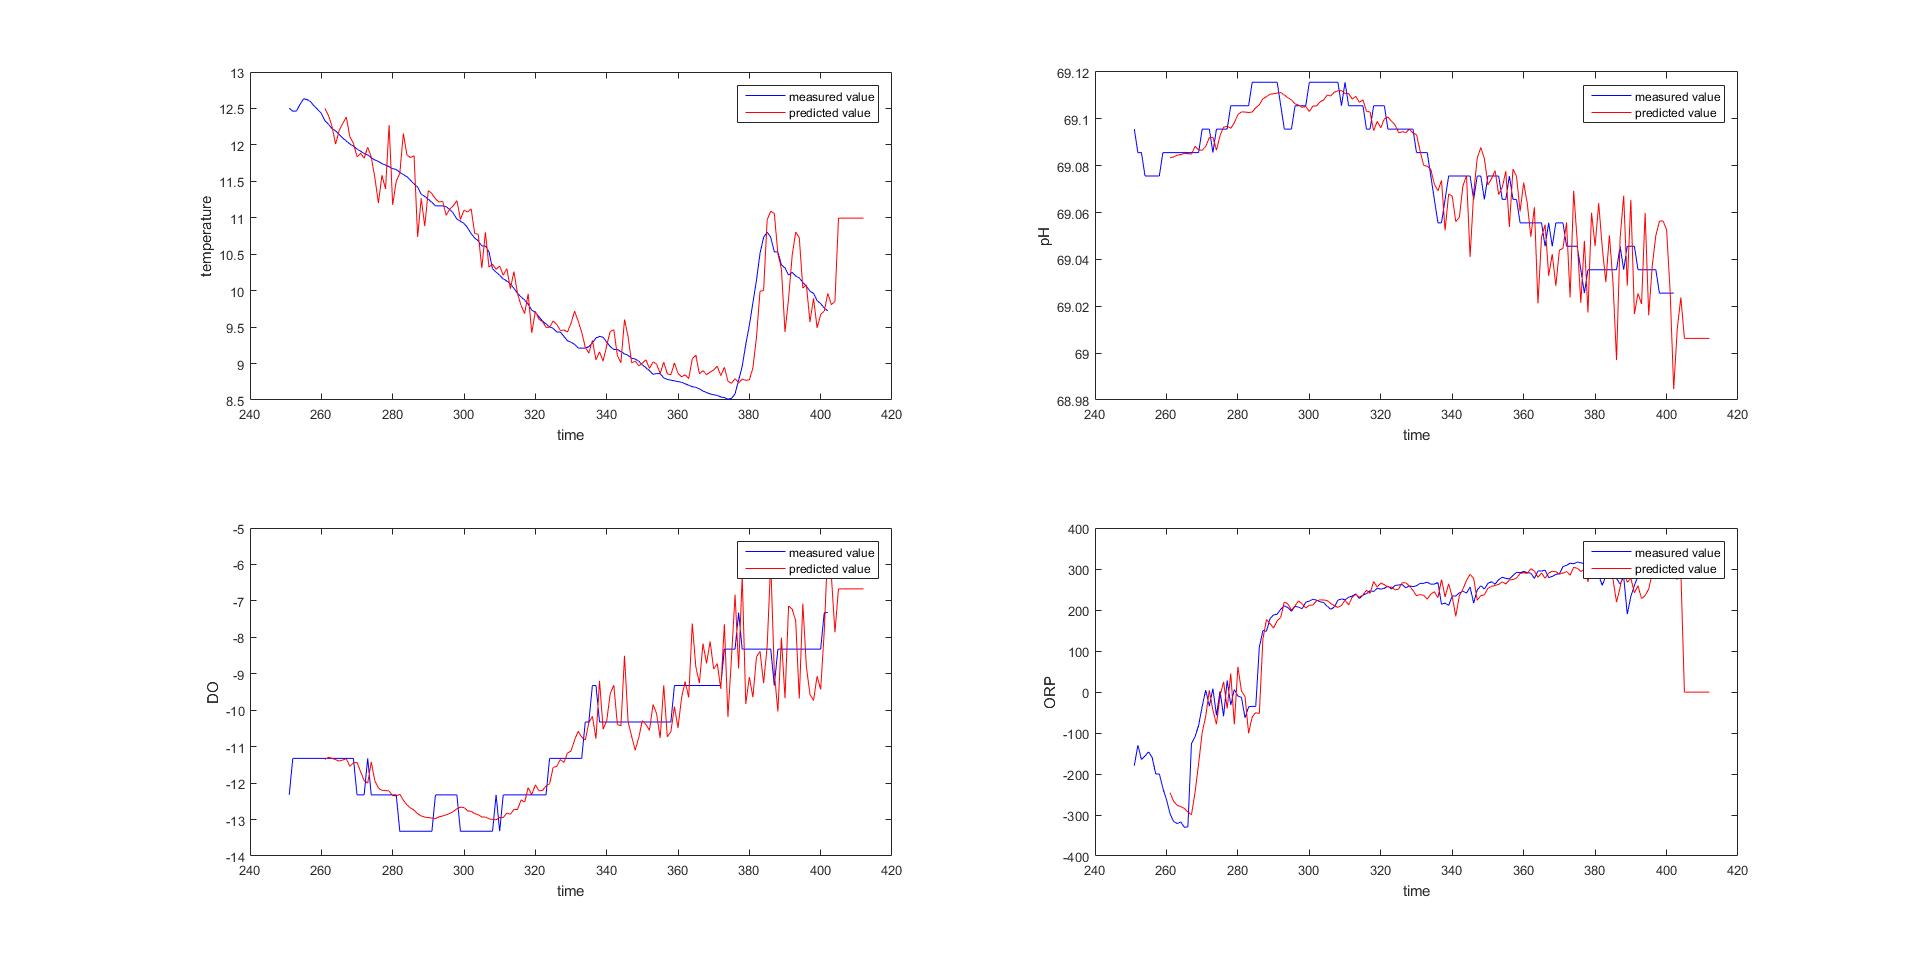 13
12.5
12
11.5
11
10.5
10
9.5
9
8.5
temperature
240 260 280 300 320 340 360 380 400 420
time
measured value
predicted value
69.12
69.1
69.08
69.06
69.04
69.02
69
68.98
pH
240 260 280 300 320 340 360 380 400 420
time
measured value
predicted value
-5
-6
-7
-8
-9
-10
-11
-12
-13
-14
DO
240 260 280 300 320 340 360 380 400 420
time
measured value
predicted value
400
300
200
100
0
-100
-200
-300
-400
ORP
240 260 280 300 320 340 360 380 400 420
time
measured value
predicted value